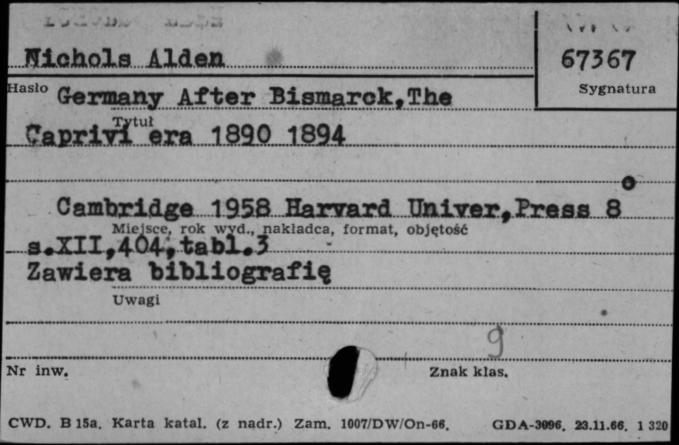 Nichols Alden
67367
Hasło
Sygnatura
Germany After Bismarck,The
Tytuł
Caprivi era 1890 1894
Cambridge 1958 Harvard Univer,Press 8°
Miejsce, rok wyd., nakładca, format, objętość
s.XII,404,tabl.3
Zawiera bibliografię
Uwagi
9
Nr inw.
Znak klas.
CWD. B 15a. Karta katal. (z nadr.) Zam. 1007/DW/On-66. GDA-3096. 23.11.66. 1 320